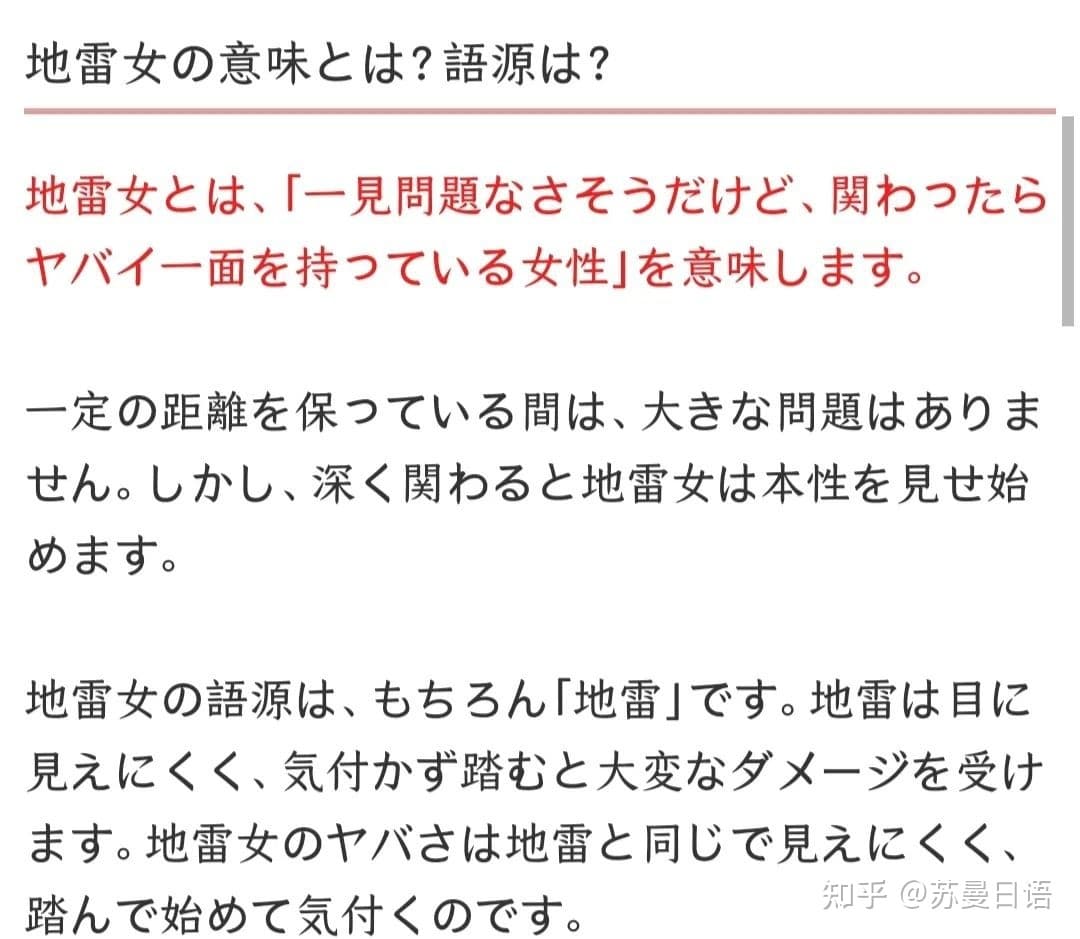 地雷女の意味とは?語源は?
地雷女とは、「一見問題なさそうだけど、関わったら
ヤバイ一面を持っている女性」を意味します。
一定の距離を保っている間は、大きな問題はありま
せん。しかし、深く関わると地雷女は本性を見せ始
めます。
地雷女の語源は、もちろん「地雷」です。地雷は目に
見えにくく、気付かず踏むと大変なダメージを受け
ます。地雷女のヤバさは地雷と同じで見えにくく、
踏んで始めて気付くのです。
知乎 @苏曼日语